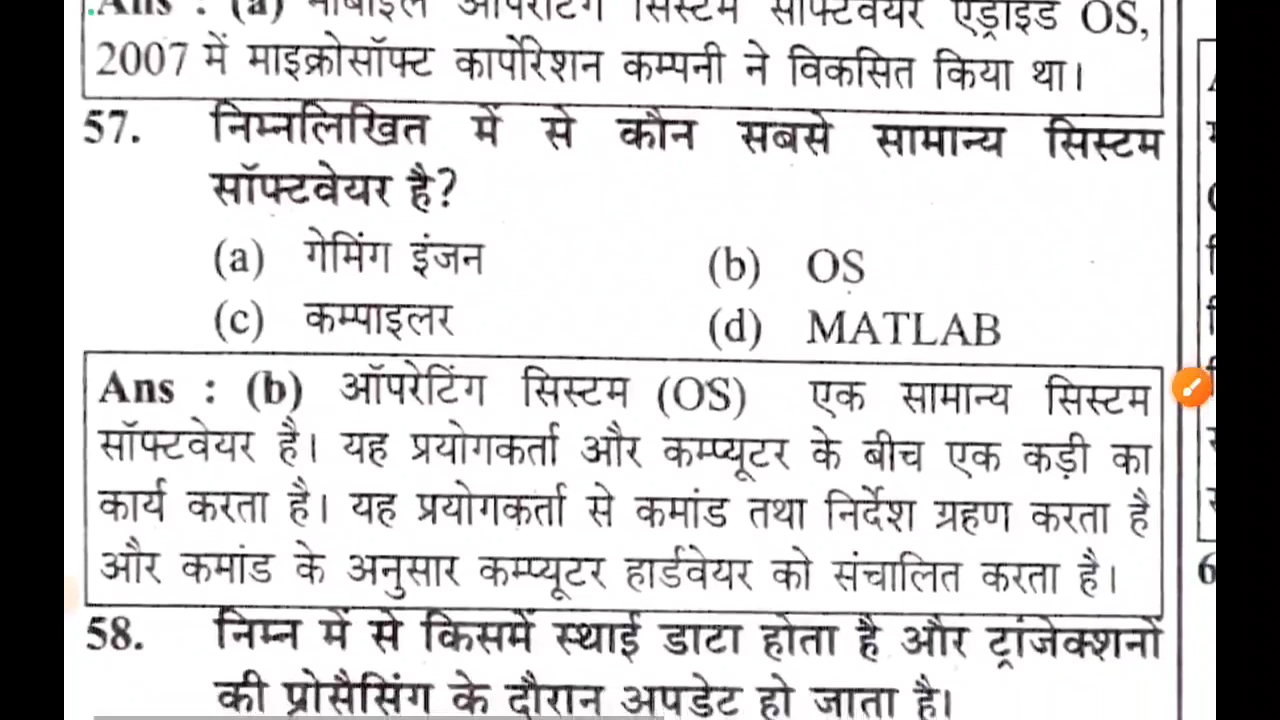 Ans : (a) मोबाइल ऑपरेटिंग सिस्टम सॉफ्टवेयर एंड्राइड OS,
2007 में माइक्रोसॉफ्ट कार्पोरेशन कम्पनी ने विकसित किया था।
57. निम्नलिखित में से कौन सबसे सामान्य सिस्टम
सॉफ्टवेयर है?
(a) गेमिंग इंजन (b) OS
(c) कम्पाइलर (d) MATLAB
Ans : (b) ऑपरेटिंग सिस्टम (OS) एक सामान्य सिस्टम
सॉफ्टवेयर है। यह प्रयोगकर्ता और कम्प्यूटर के बीच एक कड़ी का
कार्य करता है। यह प्रयोगकर्ता से कमांड तथा निर्देश ग्रहण करता है
और कमांड के अनुसार कम्प्यूटर हार्डवेयर को संचालित करता है।
58. निम्न में से किसमें स्थाई डाटा होता है और ट्रांजेक्शनों
की प्रोसैसिंग के दौरान अपडेट हो जाता है।